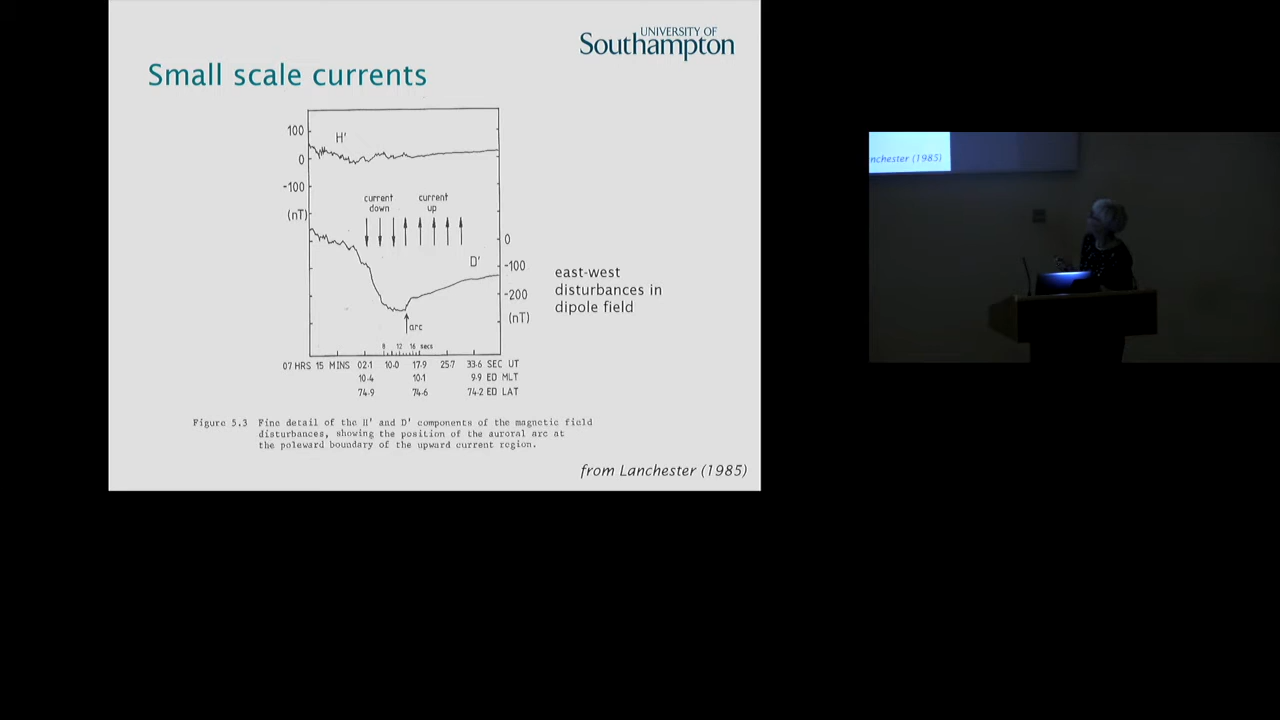 UNIVERSITY OF
Southampton
Small scale currents
100
0
-100
(nT)
H'
current
down
current
up
D'
0
-100
-200
(nT)
arc
8 12 16 secs
07 HRS 15 MINS 02·1 10·0 17·9 25·7 33·6 SEC UT
10·4 10·1 9·9 ED MLT
74·9 74·6 74·2 ED LAT
east-west
disturbances in
dipole field
Figure 5.3 Fine detail of the H' and D' components of the magnetic field
disturbances, showing the position of the auroral arc at
the poleward boundary of the upward current region.
from Lanchester (1985)
nchester (1985)